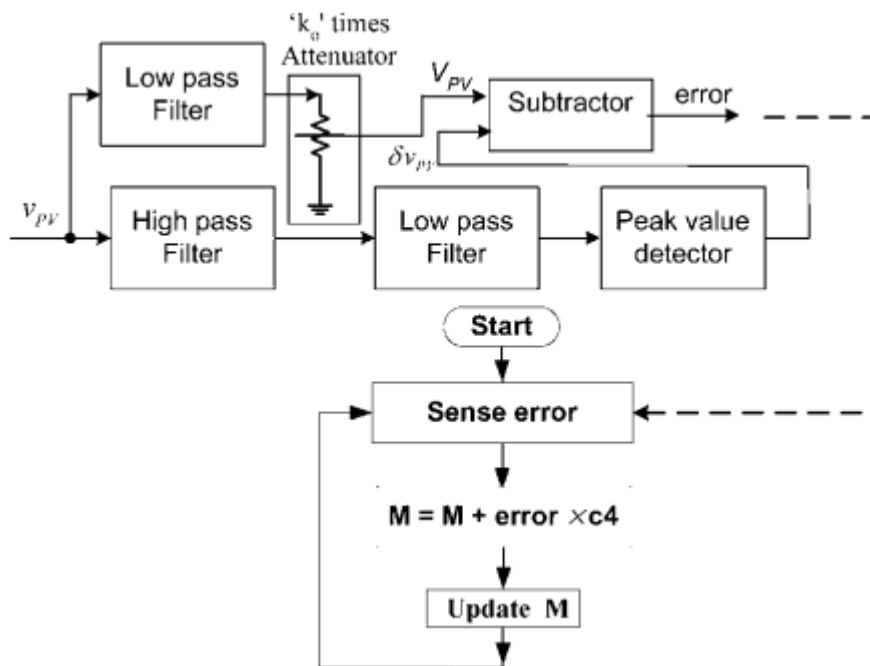 'k₀' times
Attenuator
Low pass
Filter
V_PV
Subtractor
error
δv_PV
v_PV
High pass
Filter
Low pass
Filter
Peak value
detector
Start
Sense error
M = M + error ×c4
Update M